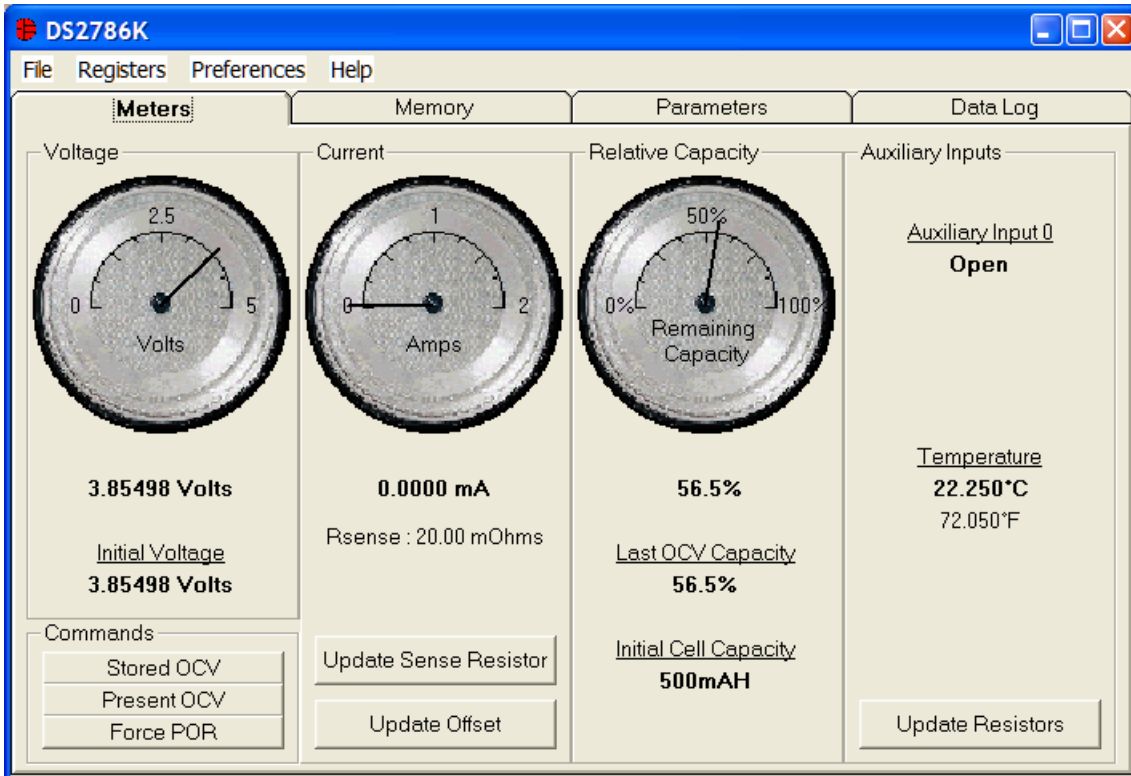 DS2786K
File Registers Preferences Help
Meters Memory Parameters Data Log
Voltage
2.5
0 5
Volts
3.85498 Volts
Initial Voltage
3.85498 Volts
Commands
Stored OCV
Present OCV
Force POR
Current
1
0 2
Amps
0.0000 mA
Rsense : 20.00 mOhms
Update Sense Resistor
Update Offset
Relative Capacity
50%
0% 100%
Remaining
Capacity
56.5%
Last OCV Capacity
56.5%
Initial Cell Capacity
500mAH
Auxiliary Inputs
Auxiliary Input 0
Open
Temperature
22.250°C
72.050°F
Update Resistors